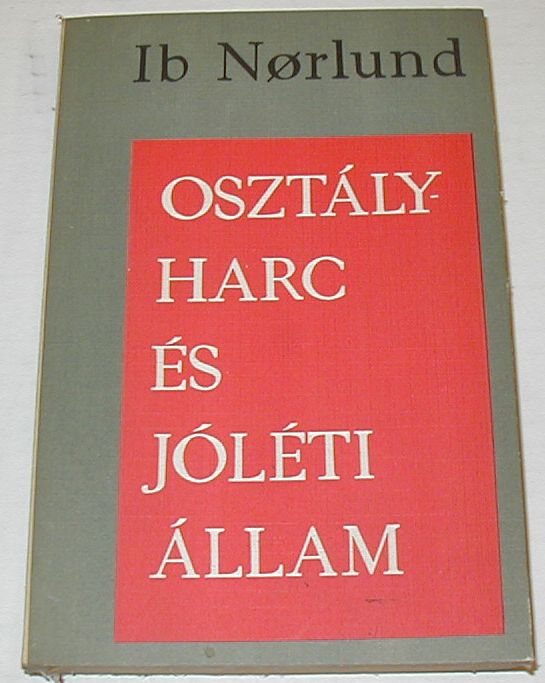 Ib Nørlund
OSZTÁLY-
HARC
ÉS
JÓLÉTI
ÁLLAM